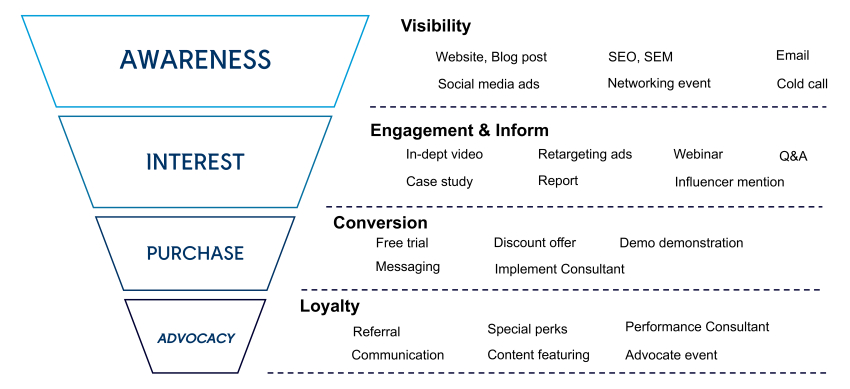 AWARENESS
Visibility
Website, Blog post SEO, SEM Email
Social media ads Networking event Cold call
INTEREST
Engagement & Inform
In-dept video Retargeting ads Webinar Q&A
Case study Report Influencer mention
PURCHASE
Conversion
Free trial Discount offer Demo demonstration
Messaging Implement Consultant
ADVOCACY
Loyalty
Referral Special perks Performance Consultant
Communication Content featuring Advocate event